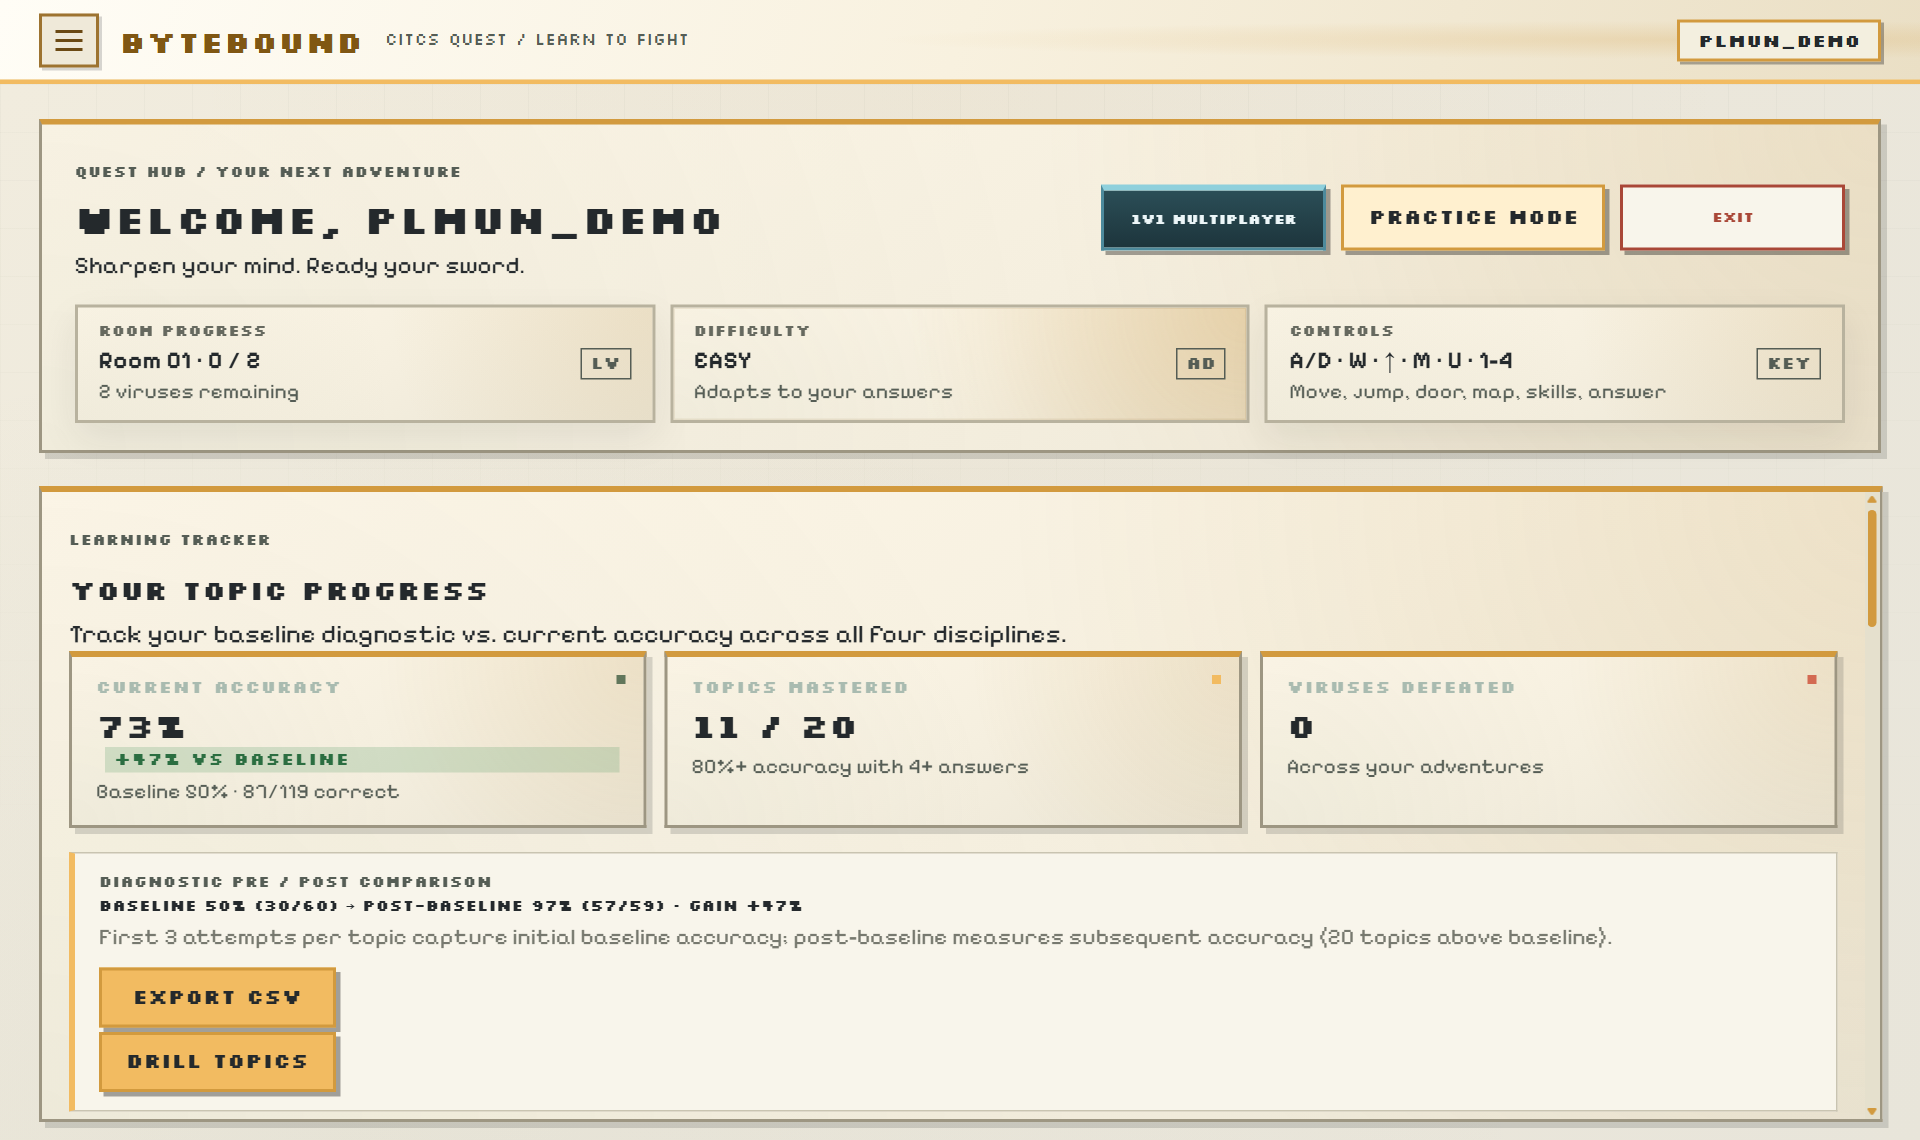 BYTEBOUND
CITCS QUEST / LEARN TO FIGHT
PLMUN_DEMO
QUEST HUB / YOUR NEXT ADVENTURE
WELCOME, PLMUN_DEMO
Sharpen your mind. Ready your sword.
1V1 MULTIPLAYER
PRACTICE MODE
EXIT
ROOM PROGRESS
Room 01 · 0 / 2
2 viruses remaining
LV
DIFFICULTY
EASY
Adapts to your answers
AD
CONTROLS
A/D · W · ↑ · M · U · 1-4
Move, jump, door, map, skills, answer
KEY
LEARNING TRACKER
YOUR TOPIC PROGRESS
Track your baseline diagnostic vs. current accuracy across all four disciplines.
CURRENT ACCURACY
73%
+47% VS BASELINE
Baseline 50% · 87/119 correct
TOPICS MASTERED
11 / 20
80%+ accuracy with 4+ answers
VIRUSES DEFEATED
0
Across your adventures
DIAGNOSTIC PRE / POST COMPARISON
BASELINE 50% (30/60) → POST-BASELINE 97% (57/59) · GAIN +47%
First 3 attempts per topic capture initial baseline accuracy; post-baseline measures subsequent accuracy (20 topics above baseline).
EXPORT CSV
DRILL TOPICS